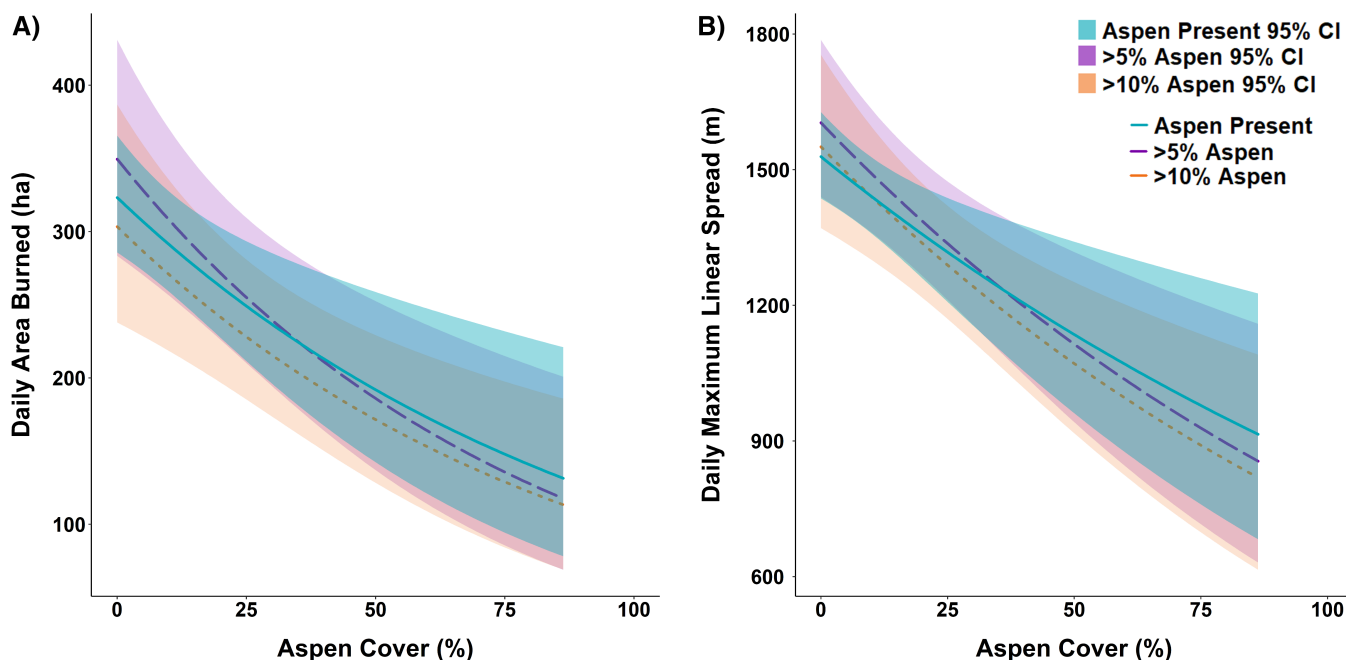 A)
Daily Area Burned (ha)
400
300
200
100
0
25
50
75
100
Aspen Cover (%)
B)
Daily Maximum Linear Spread (m)
1800
1500
1200
900
600
0
25
50
75
100
Aspen Cover (%)
Aspen Present 95% CI
>5% Aspen 95% CI
>10% Aspen 95% CI
Aspen Present
>5% Aspen
>10% Aspen